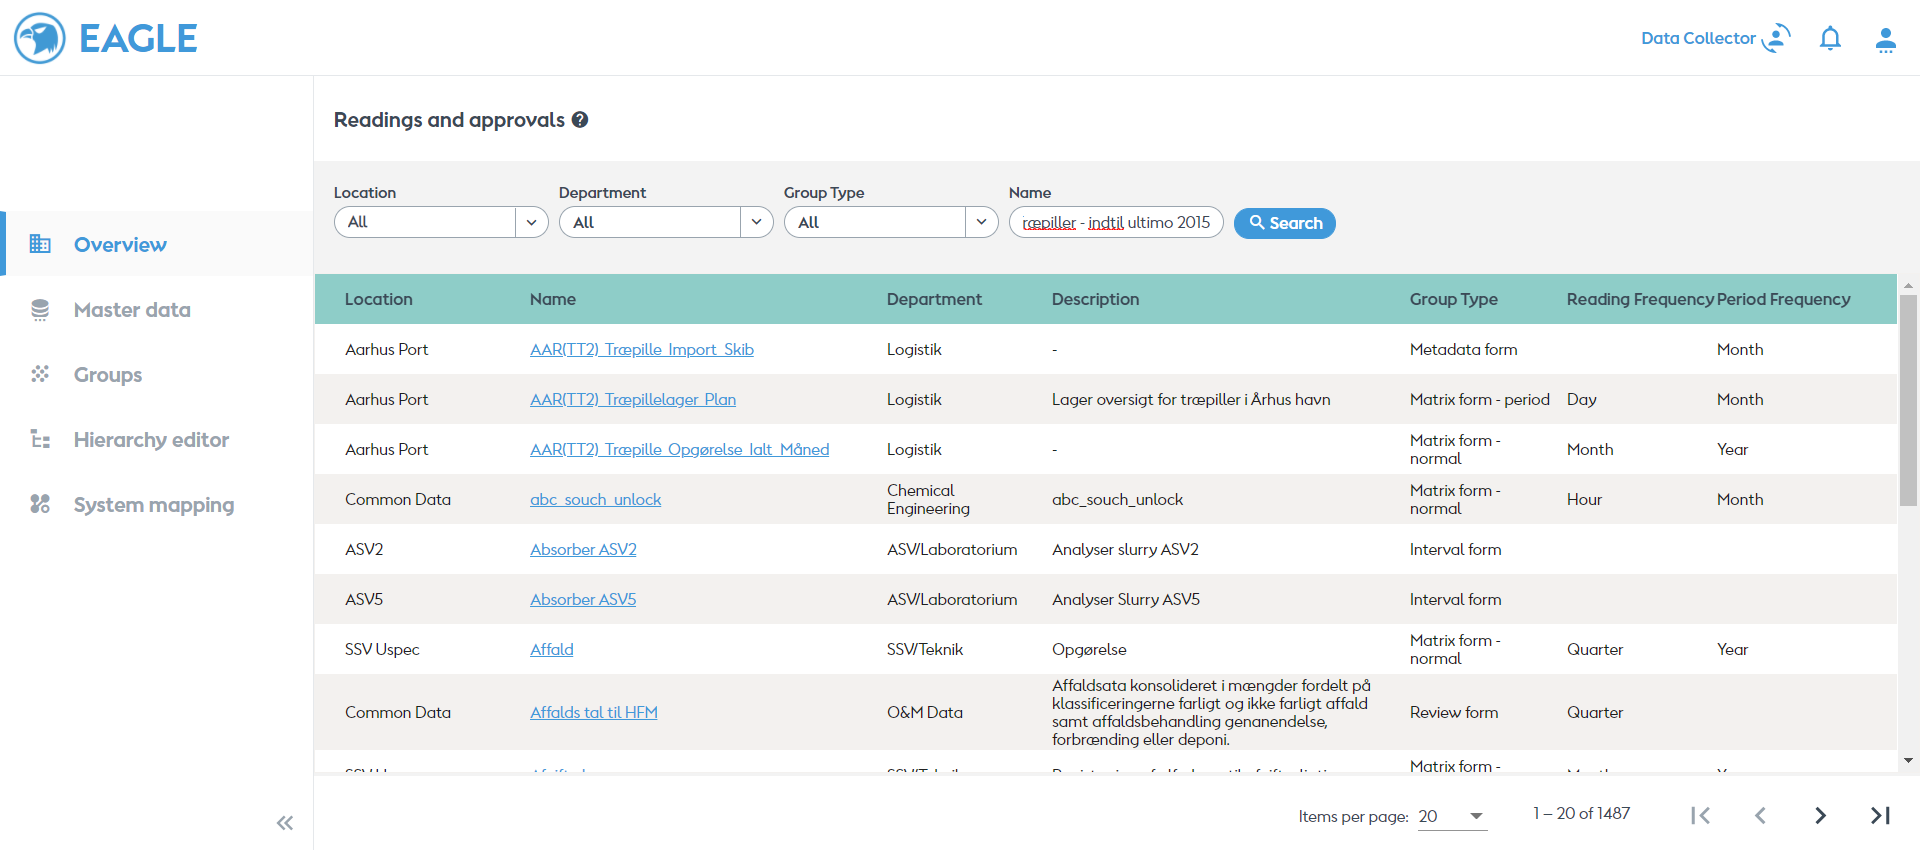 EAGLE
Data Collector
Readings and approvals
Location
Department
Group Type
Name
All
All
All
ræpiller - indtil ultimo 2015
Search
Overview
Master data
Groups
Hierarchy editor
System mapping
Location Name Department Description Group Type Reading Frequency Period Frequency
Aarhus Port AAR(TT2)_Træpille_Import_Skib Logistik - Metadata form Month
Aarhus Port AAR(TT2)_Træpillelager_Plan Logistik Lager oversigt for træpiller i Århus havn Matrix form - period Day Month
Aarhus Port AAR(TT2)_Træpille_Opgørelse_Ialt_Måned Logistik - Matrix form - Month Year
normal
Common Data abc_souch_unlock Chemical abc_souch_unlock Matrix form - Hour Month
Engineering normal
ASV2 Absorber ASV2 ASV/Laboratorium Analyser slurry ASV2 Interval form
ASV5 Absorber ASV5 ASV/Laboratorium Analyser Slurry ASV5 Interval form
SSV Uspec Affald SSV/Teknik Opgørelse Matrix form - Quarter Year
normal
Common Data Affalds tal til HFM O&M Data Affaldsata konsolideret i mængder fordelt på Review form Quarter
klassificeringerne farligt og ikke farligt affald
samt affaldsbehandling genanendelse,
forbrænding eller deponi.
Matrix form -
Items per page: 20 1 – 20 of 1487